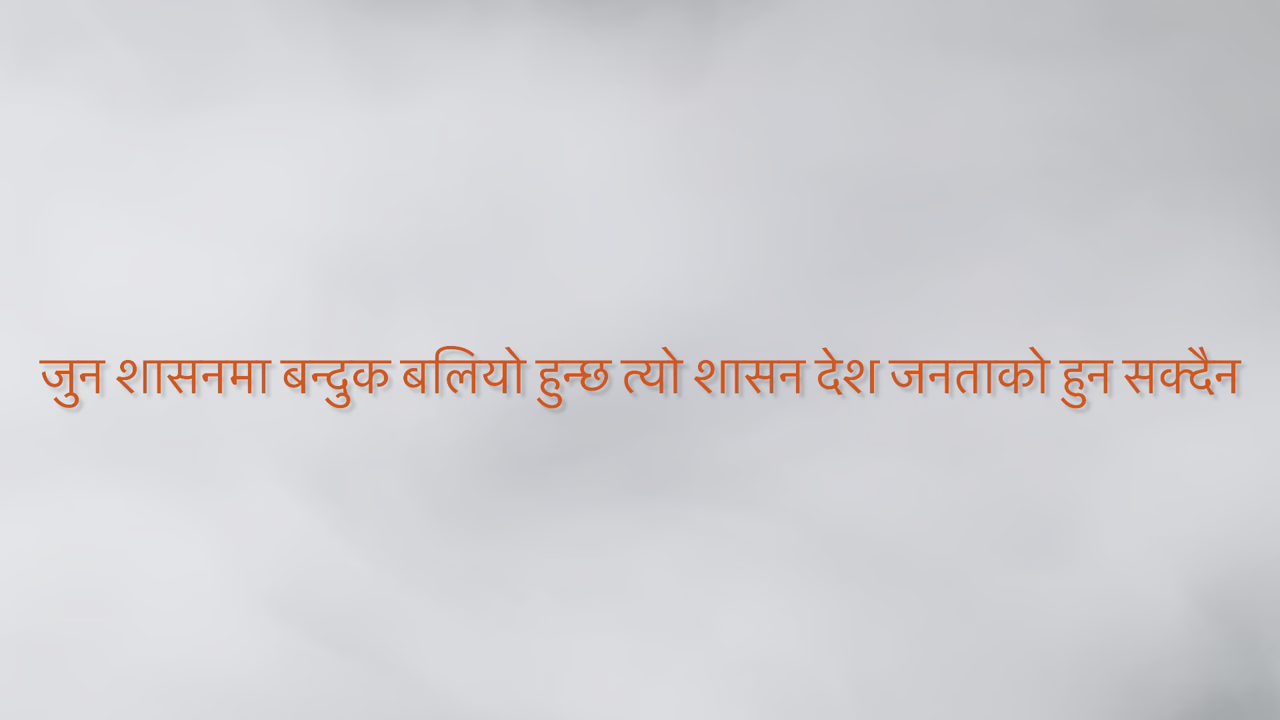 जुन शासनमा बन्दुक बलियो हुन्छ त्यो शासन देश जनताको हुन सक्दैन